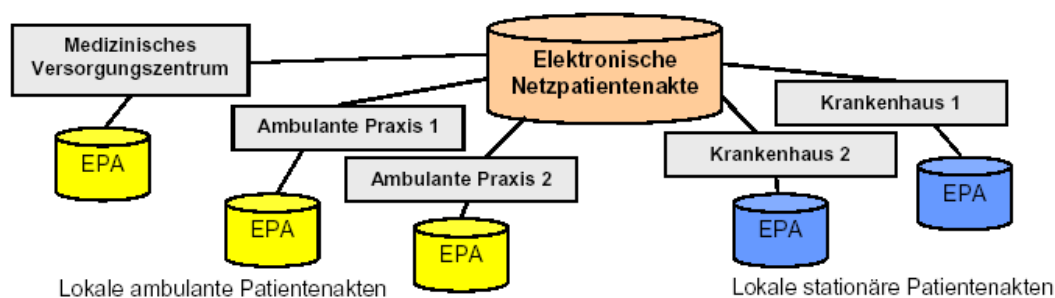 Medizinisches
Versorgungszentrum
Elektronische
Netzpatientenakte
Krankenhaus 1
Ambulante Praxis 1
Krankenhaus 2
Ambulante Praxis 2
EPA
EPA
EPA
EPA
EPA
Lokale ambulante Patientenakten
Lokale stationäre Patientenakten